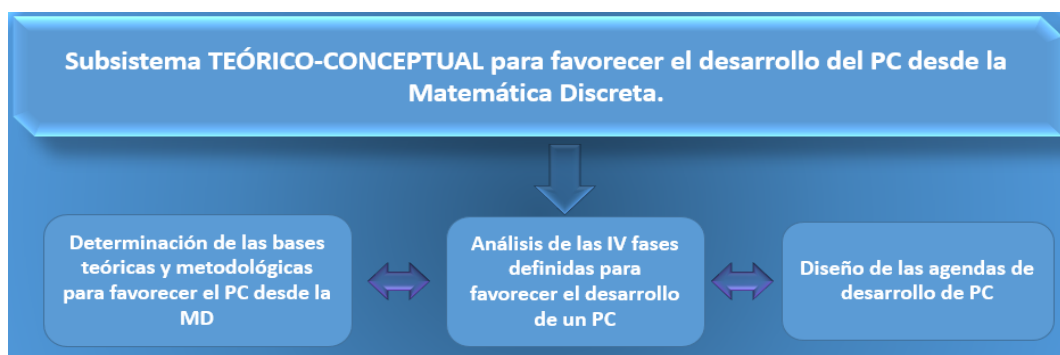 Subsistema TEÓRICO-CONCEPTUAL para favorecer el desarrollo del PC desde la
Matemática Discreta.
Determinación de las bases
teóricas y metodológicas
para favorecer el PC desde la
MD
Análisis de las IV fases
definidas para
favorecer el desarrollo
de un PC
Diseño de las agendas de
desarrollo de PC